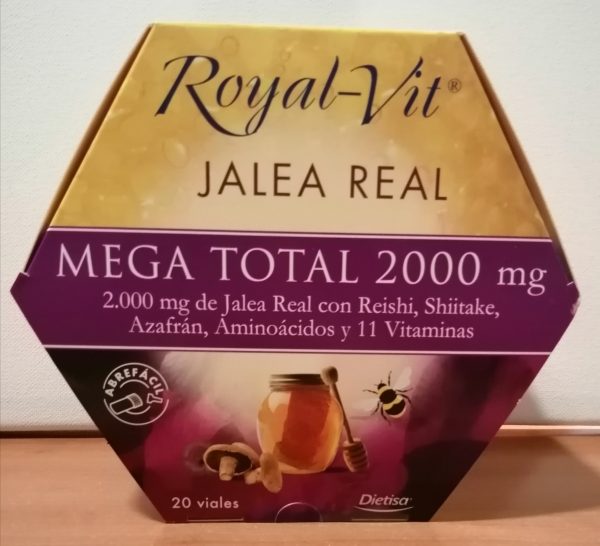 Royal-Vit®
JALEA REAL
MEGA TOTAL 2000 mg
2.000 mg de Jalea Real con Reishi, Shiitake,
Azafrán, Aminoácidos y 11 Vitaminas
ABREFÁCIL
20 viales
Dietisa